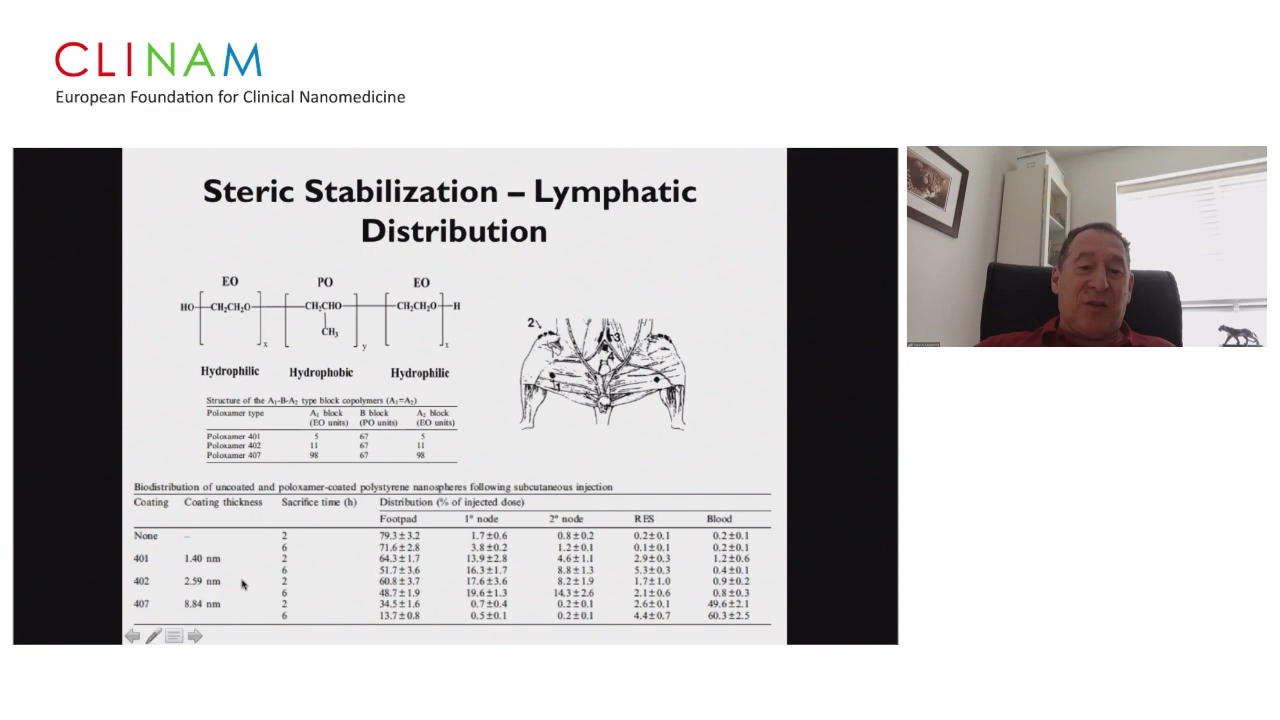 CLINAM
European Foundation for Clinical Nanomedicine
Steric Stabilization – Lymphatic
Distribution
EO PO EO
HO CH₂CH₂O CH₂CHO CH₂CH₂O H
CH₃
x y x
Hydrophilic Hydrophobic Hydrophilic
2 3
4
1
Structure of the A₁-B-A₂ type block copolymers (A₁=A₂)
Poloxamer type A₁ block B block A₂ block
(EO units) (PO units) (EO units)
Poloxamer 401 5 67 5
Poloxamer 402 11 67 11
Poloxamer 407 98 67 98
Biodistribution of uncoated and poloxamer-coated polystyrene nanospheres following subcutaneous injection
Coating Coating thickness Sacrifice time (h) Distribution (% of injected dose)
Footpad 1° node 2° node RES Blood
None – 2 79.3±3.2 1.7±0.6 0.8±0.2 0.2±0.1 0.2±0.1
6 71.6±2.8 3.8±0.2 1.2±0.1 0.1±0.1 0.2±0.1
401 1.40 nm 2 64.3±1.7 13.9±2.8 4.6±1.1 2.9±0.3 1.2±0.6
6 51.7±3.6 16.3±1.7 8.8±1.3 5.3±0.3 0.4±0.1
402 2.59 nm 2 60.8±3.7 17.6±3.6 8.2±1.9 1.7±1.0 0.9±0.2
6 48.7±1.9 19.6±1.3 14.3±2.6 2.1±0.6 0.8±0.3
407 8.84 nm 2 34.5±1.6 0.7±0.4 0.2±0.1 2.6±0.1 49.6±2.1
6 13.7±0.8 0.5±0.1 0.2±0.1 4.4±0.7 60.3±2.5